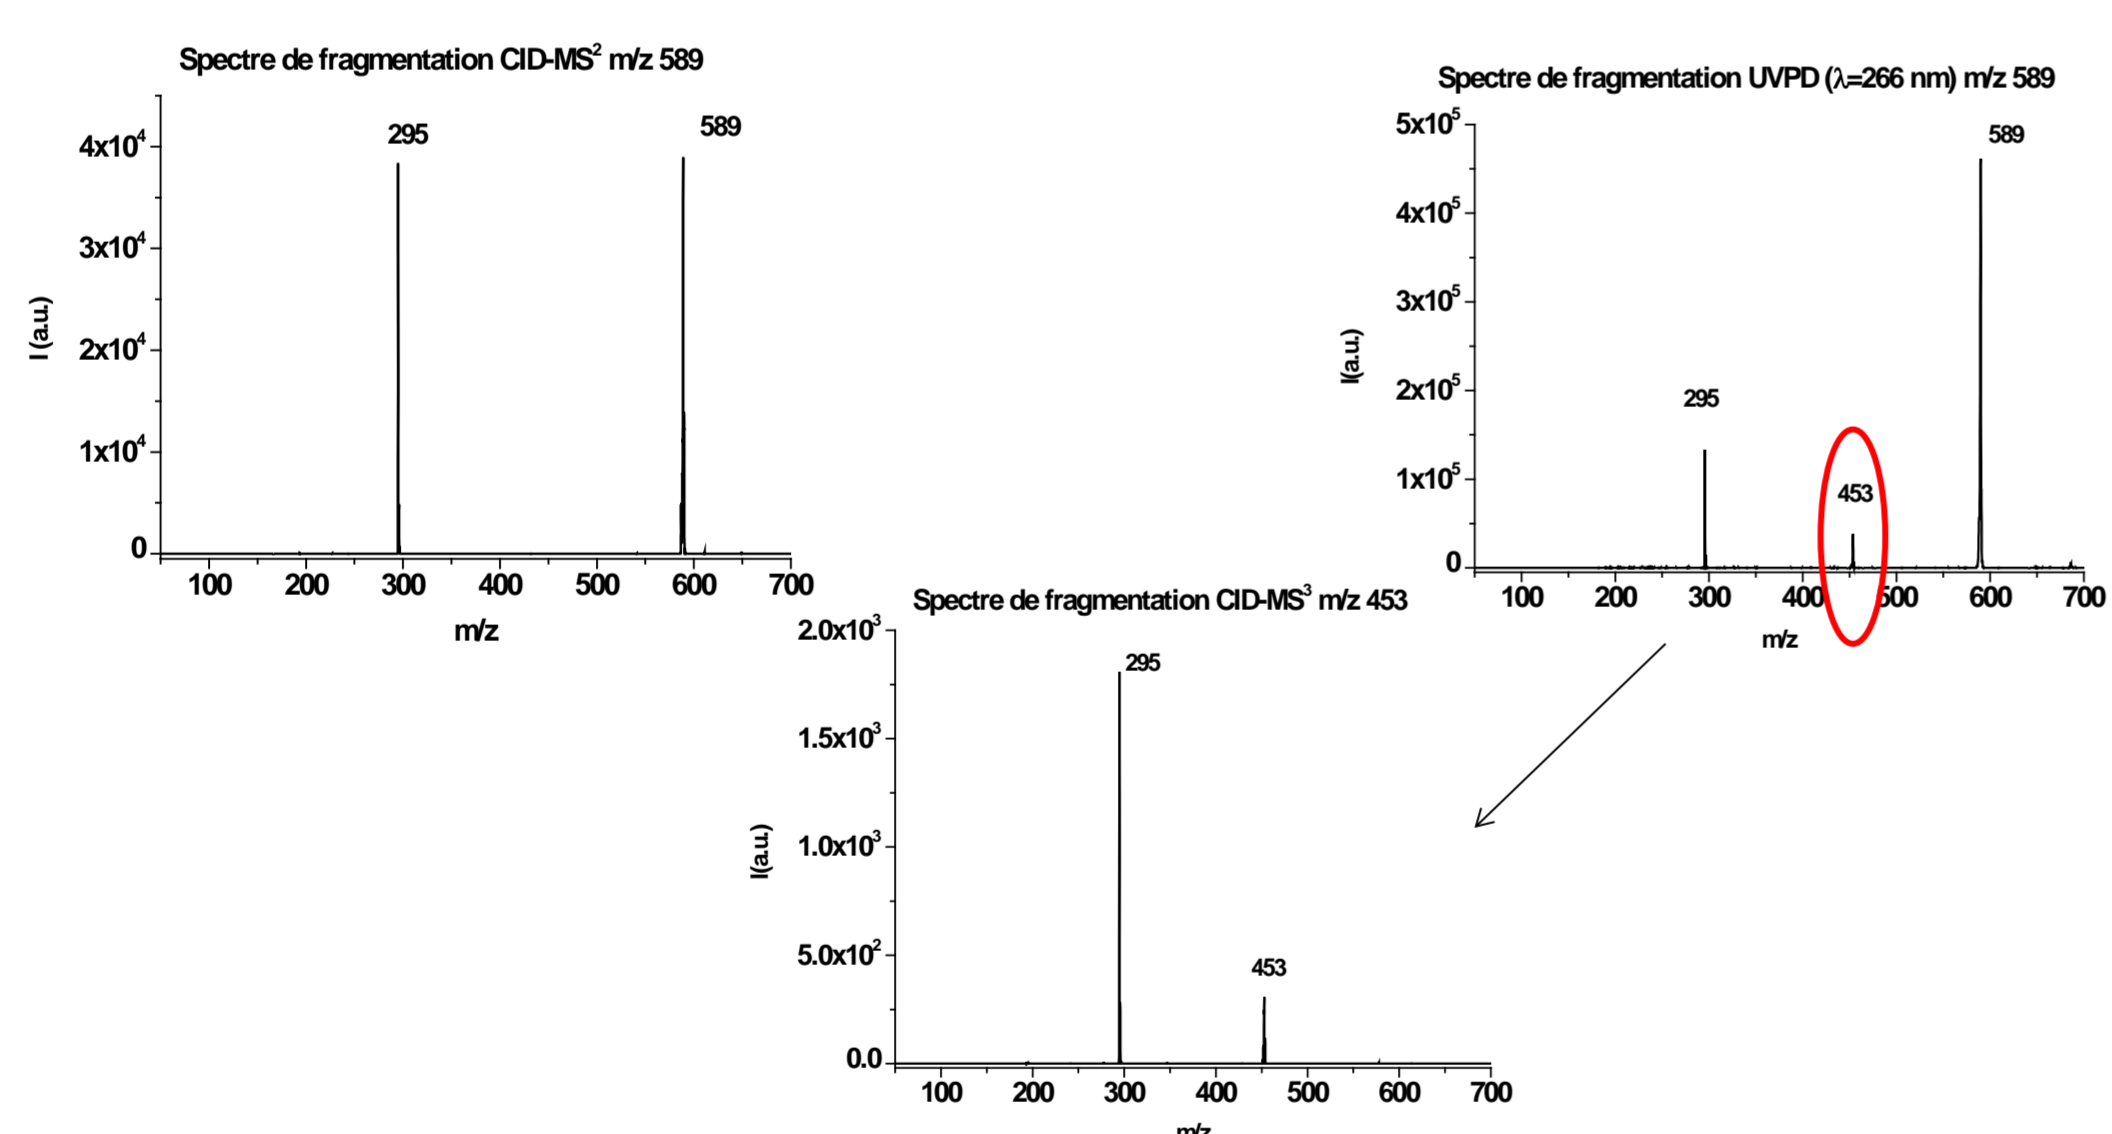 Spectre de fragmentation CID-MS² m/z 589
4x10⁴
3x10⁴
2x10⁴
1x10⁴
0
I (a.u.)
295
589
100 200 300 400 500 600 700
m/z
Spectre de fragmentation UVPD (λ=266 nm) m/z 589
5x10⁵
4x10⁵
3x10⁵
2x10⁵
1x10⁵
0
I(a.u.)
589
295
453
100 200 300 400 500 600 700
m/z
Spectre de fragmentation CID-MS³ m/z 453
2.0x10³
1.5x10³
1.0x10³
5.0x10²
0.0
I(a.u.)
295
453
100 200 300 400 500 600 700
m/z